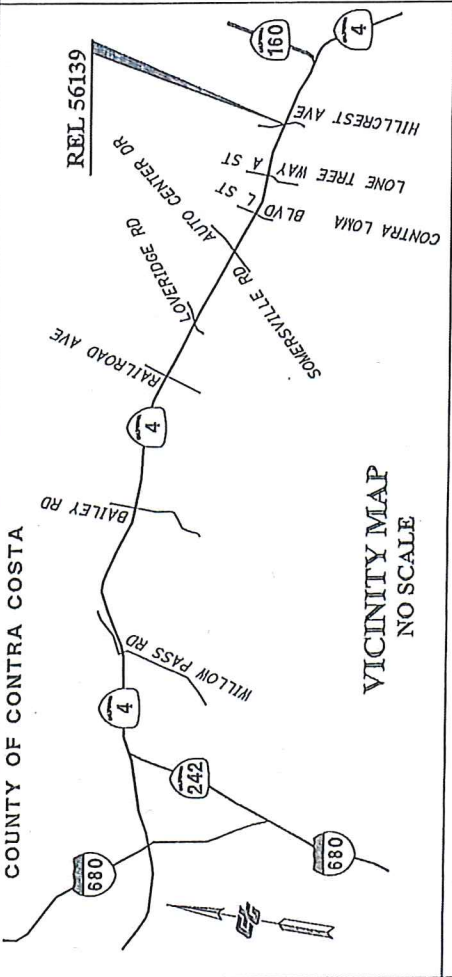 COUNTY OF CONTRA COSTA
680
4
242
680
WILLOW PASS RD
BAILEY RD
4
RAILROAD AVE
LOVERIDGE RD
AUTO CENTER DR
SOMERSVILLE RD
L ST
CONTRA LOMA BLVD
A ST
LONE TREE WAY
HILLCREST AVE
160
4
REL 56139
VICINITY MAP
NO SCALE